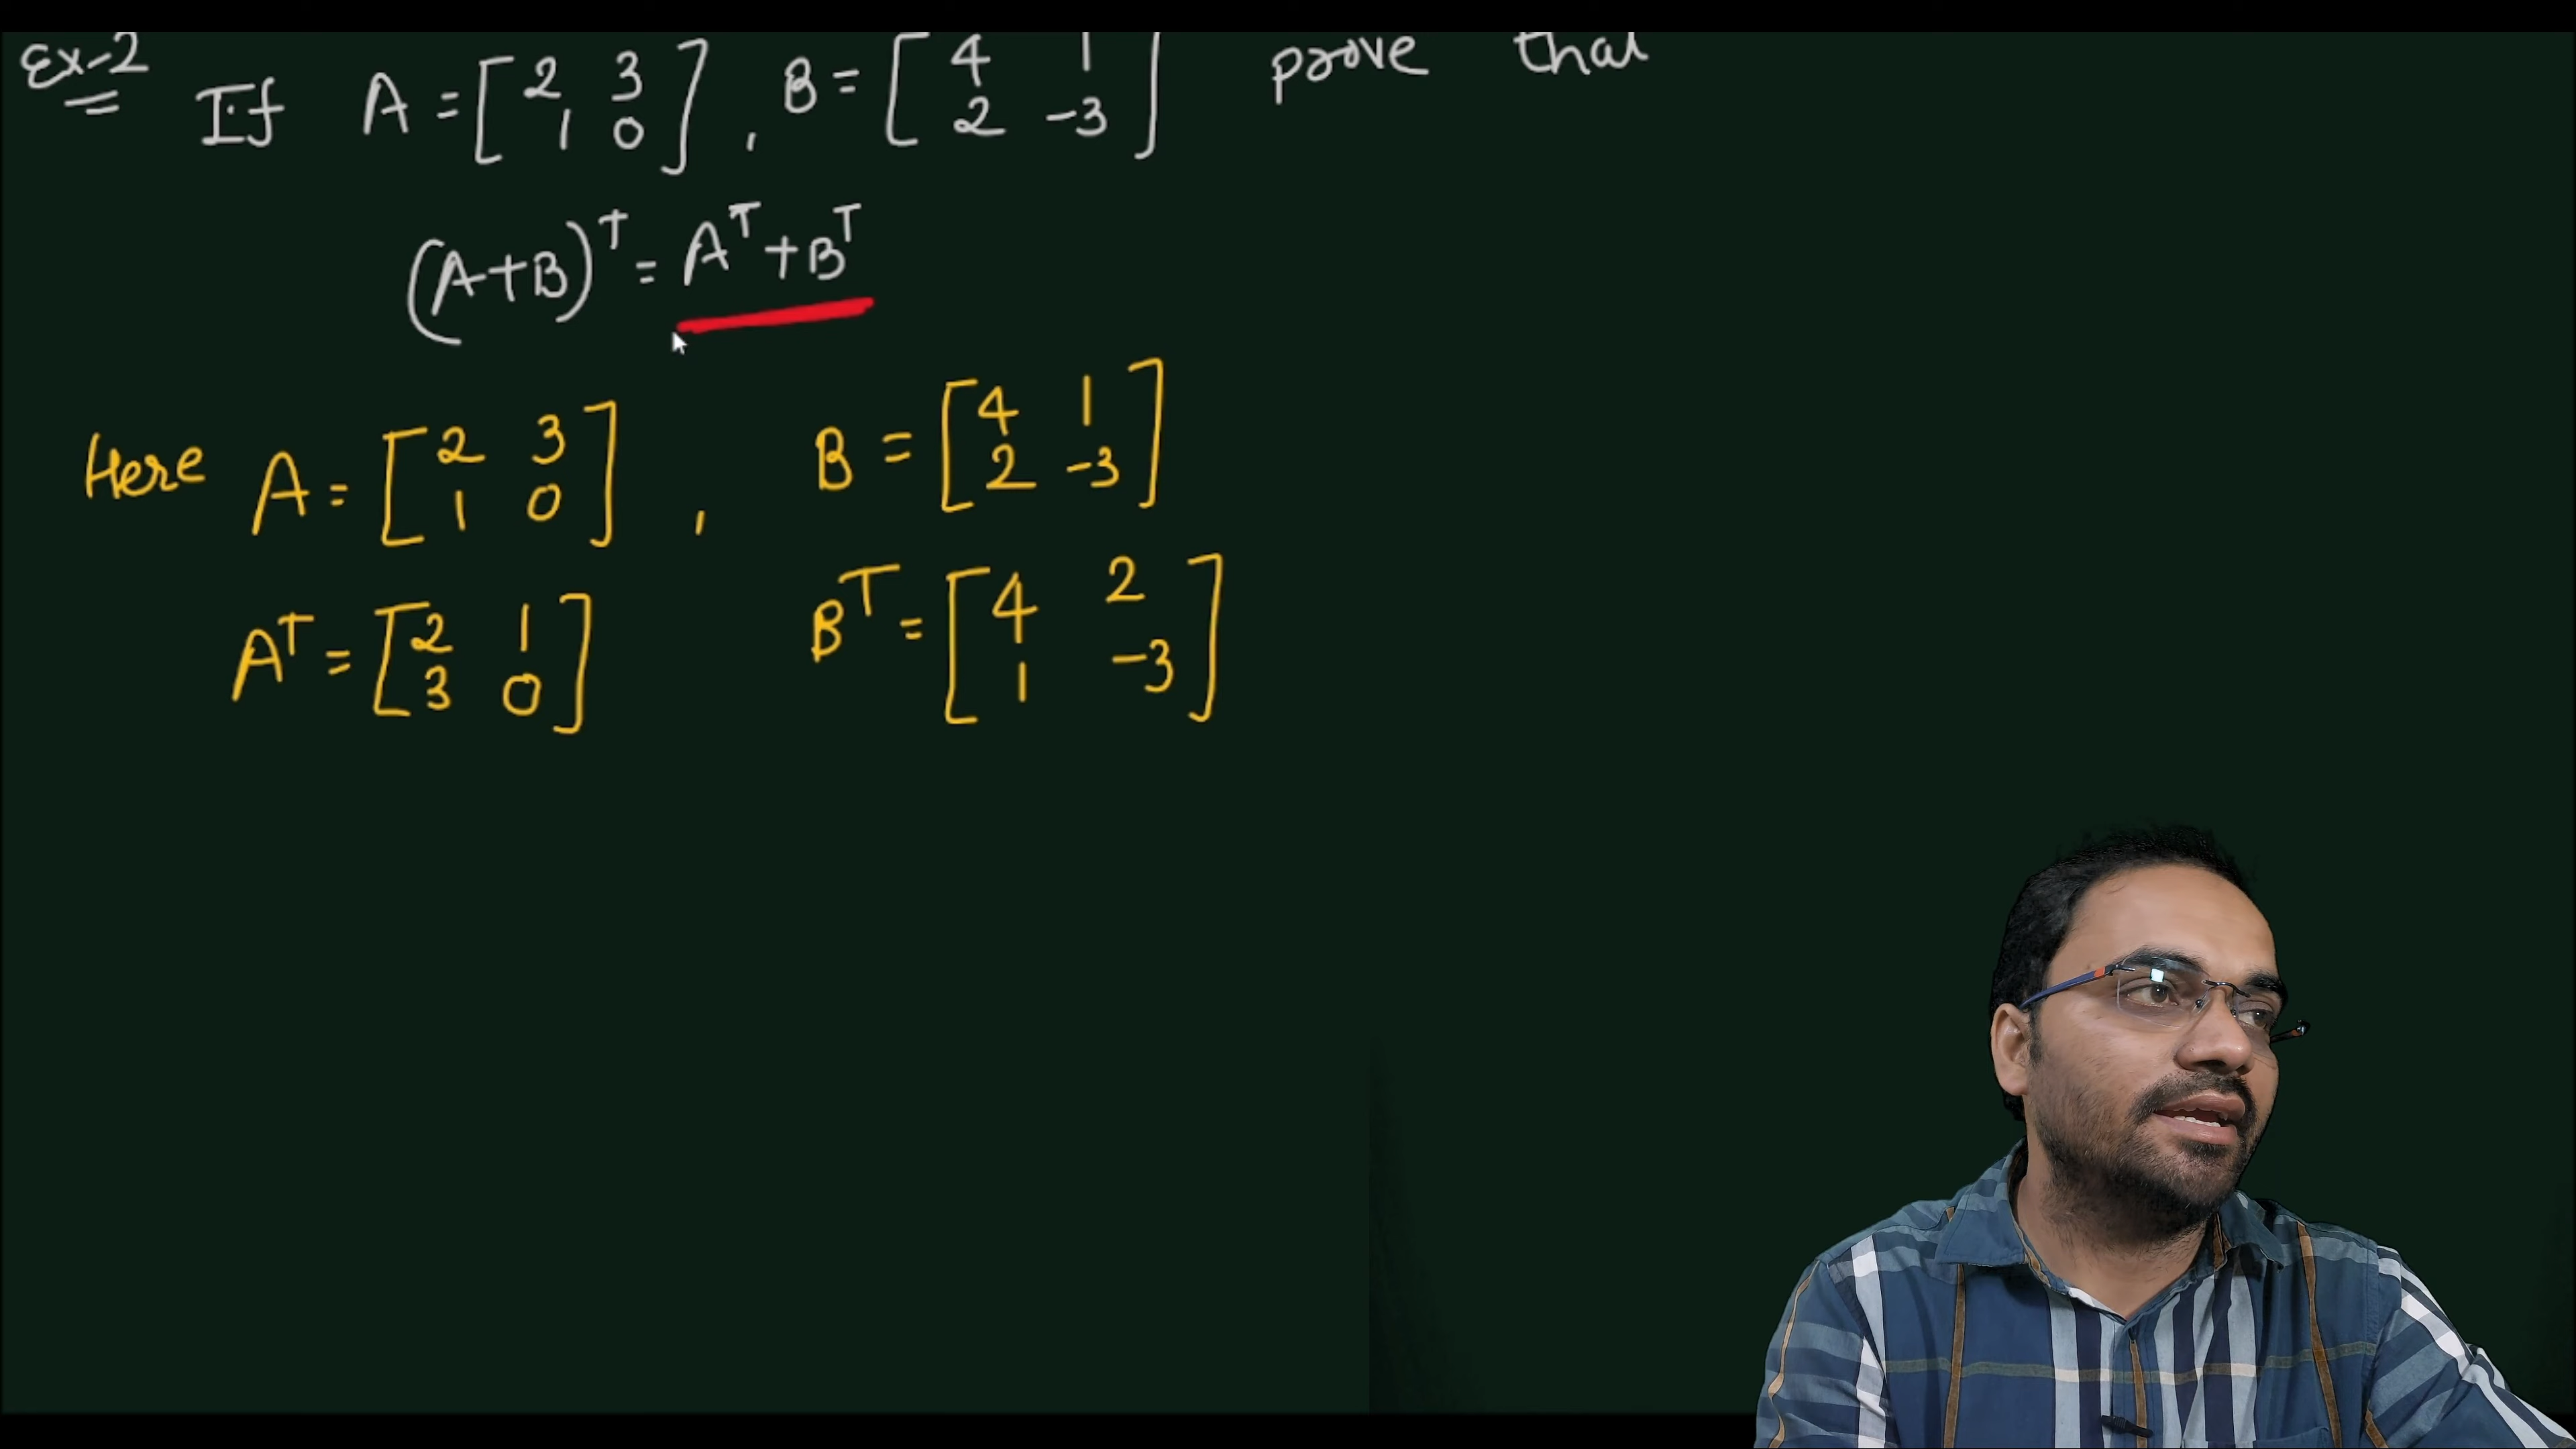 Ex-2 If A = [2 3; 1 0], B = [4 1; 2 -3] prove that
(A+B)ᵀ = Aᵀ + Bᵀ
Here A = [2 3; 1 0], B = [4 1; 2 -3]
Aᵀ = [2 1; 3 0] Bᵀ = [4 2; 1 -3]